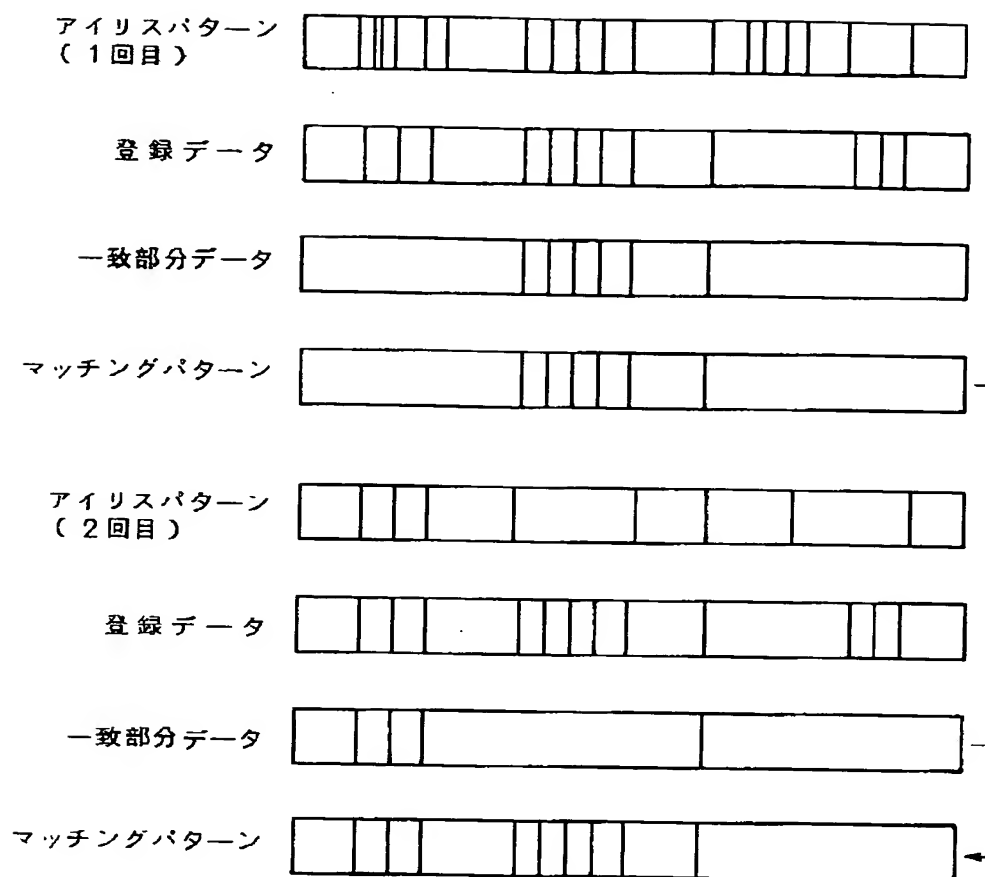 アイリスパターン
(1回目)
登録データ
一致部分データ
マッチングパターン
アイリスパターン
(2回目)
登録データ
一致部分データ
マッチングパターン